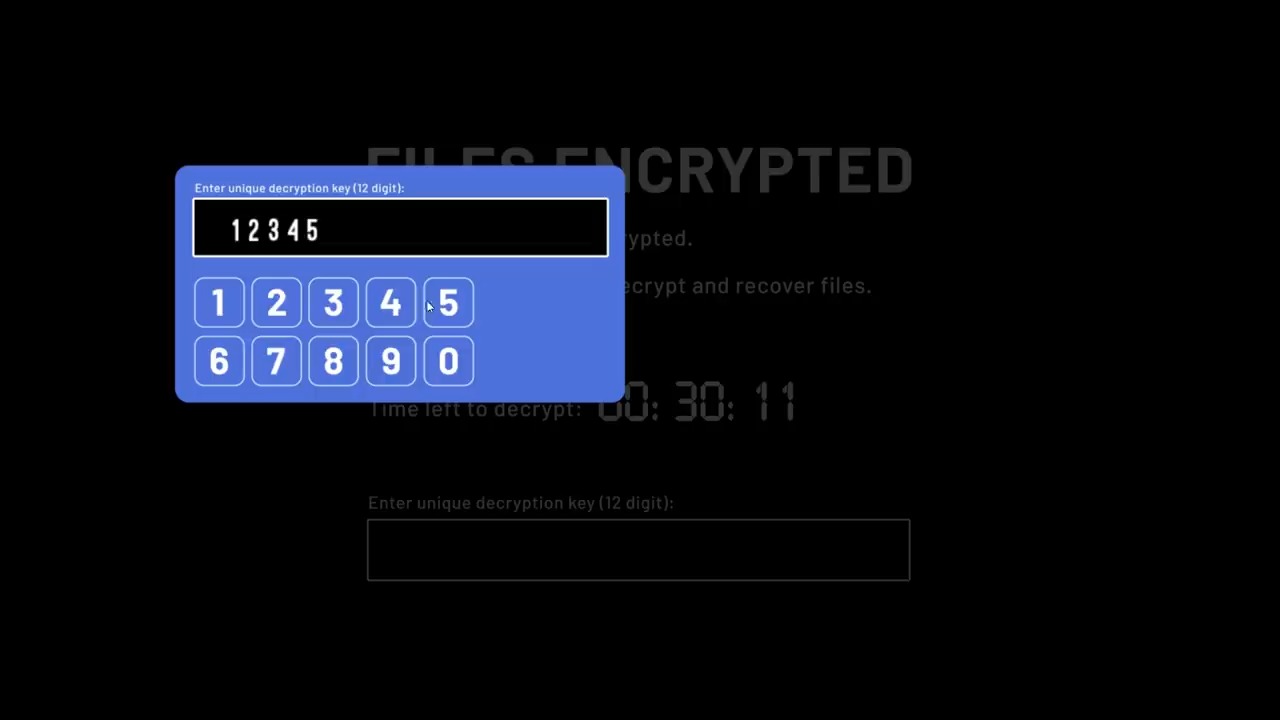 FILES ENCRYPTED
Enter unique decryption key (12 digit):
12345
ypted.
1 2 3 4 5
ecrypt and recover files.
6 7 8 9 0
Time left to decrypt: 00: 30: 11
Enter unique decryption key (12 digit):